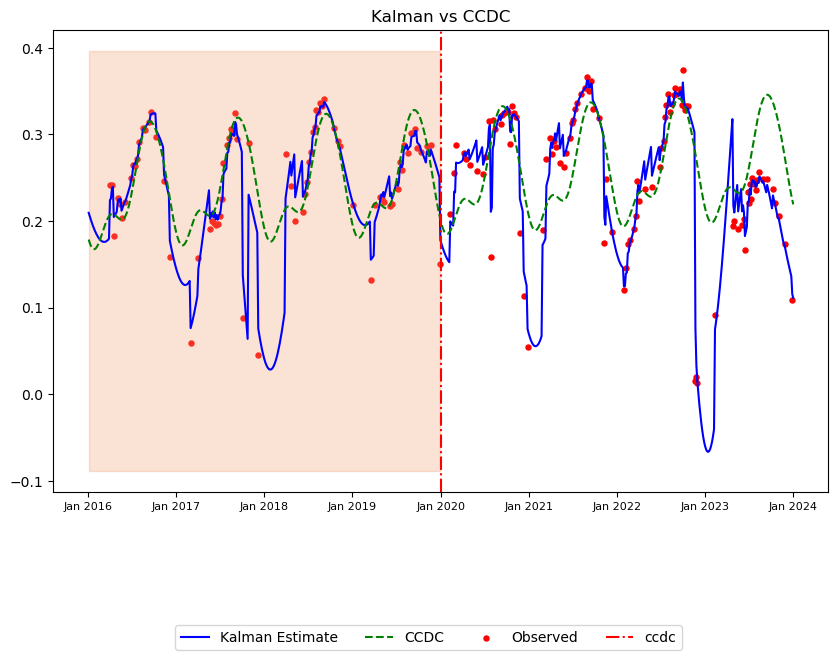 Kalman vs CCDC
0.4
0.3
0.2
0.1
0.0
−0.1
Jan 2016 Jan 2017 Jan 2018 Jan 2019 Jan 2020 Jan 2021 Jan 2022 Jan 2023 Jan 2024
Kalman Estimate CCDC Observed ccdc